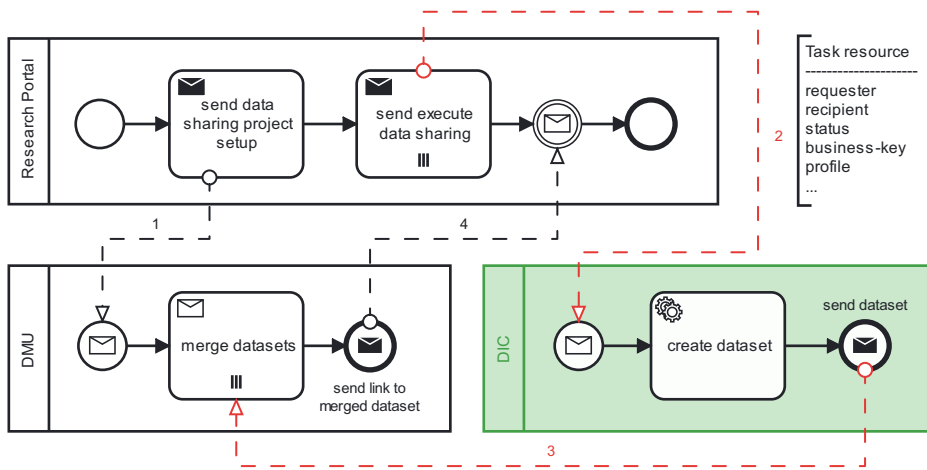 Research Portal
send data
sharing project
setup
send execute
data sharing
2
Task resource
---------------------
requester
recipient
status
business-key
profile
...
1
4
DMU
merge datasets
send link to
merged dataset
DIC
create dataset
send dataset
3